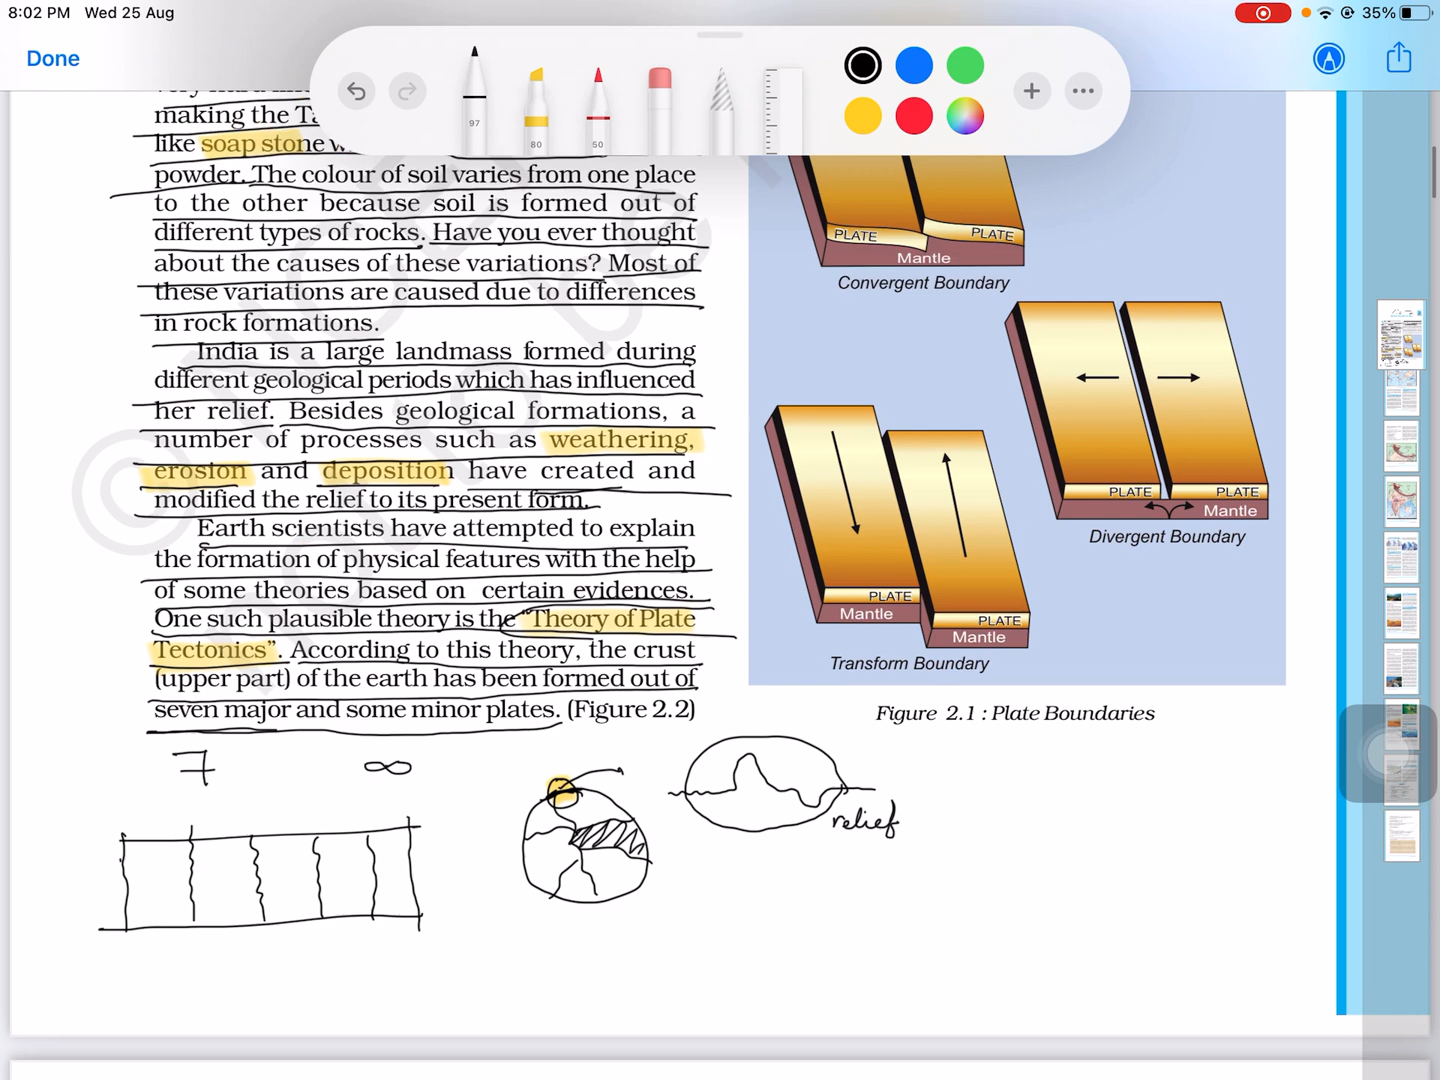 8:02 PM Wed 25 Aug
35%
Done
97
80
50
making the Ta
like soap stone w
powder. The colour of soil varies from one place
to the other because soil is formed out of
different types of rocks. Have you ever thought
about the causes of these variations? Most of
these variations are caused due to differences
in rock formations.
India is a large landmass formed during
different geological periods which has influenced
her relief. Besides geological formations, a
number of processes such as weathering,
erosion and deposition have created and
modified the relief to its present form.
Earth scientists have attempted to explain
the formation of physical features with the help
of some theories based on certain evidences.
One such plausible theory is the “Theory of Plate
Tectonics”. According to this theory, the crust
(upper part) of the earth has been formed out of
seven major and some minor plates. (Figure 2.2)
PLATE PLATE
Mantle
Convergent Boundary
PLATE PLATE
Mantle
Divergent Boundary
PLATE
Mantle
PLATE
Mantle
Transform Boundary
Figure 2.1 : Plate Boundaries
7 ∞
relief